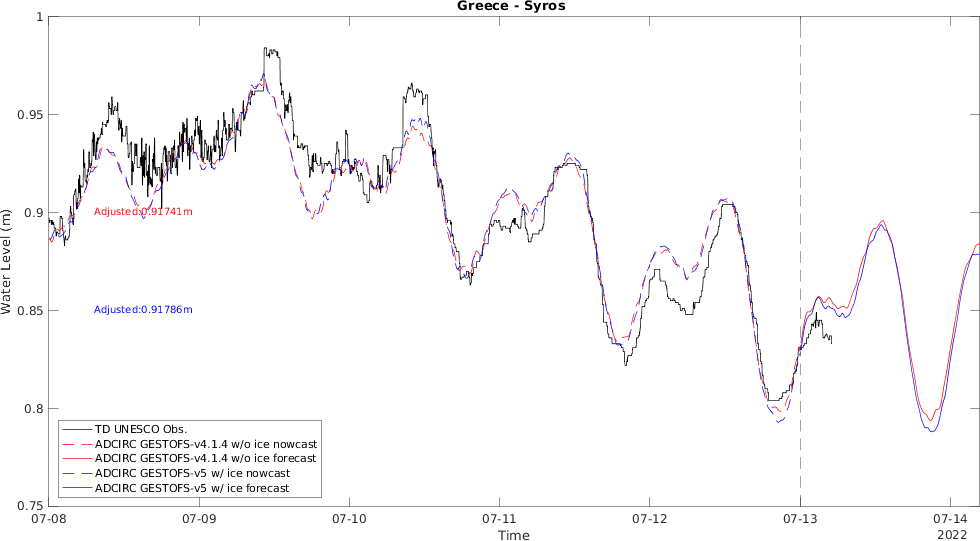 Greece - Syros
1
0.95
0.9
0.85
0.8
0.75
Water Level (m)
Adjusted:0.91741m
Adjusted:0.91786m
TD UNESCO Obs.
ADCIRC GESTOFS-v4.1.4 w/o ice nowcast
ADCIRC GESTOFS-v4.1.4 w/o ice forecast
ADCIRC GESTOFS-v5 w/ ice nowcast
ADCIRC GESTOFS-v5 w/ ice forecast
07-08 07-09 07-10 07-11 07-12 07-13 07-14
Time 2022